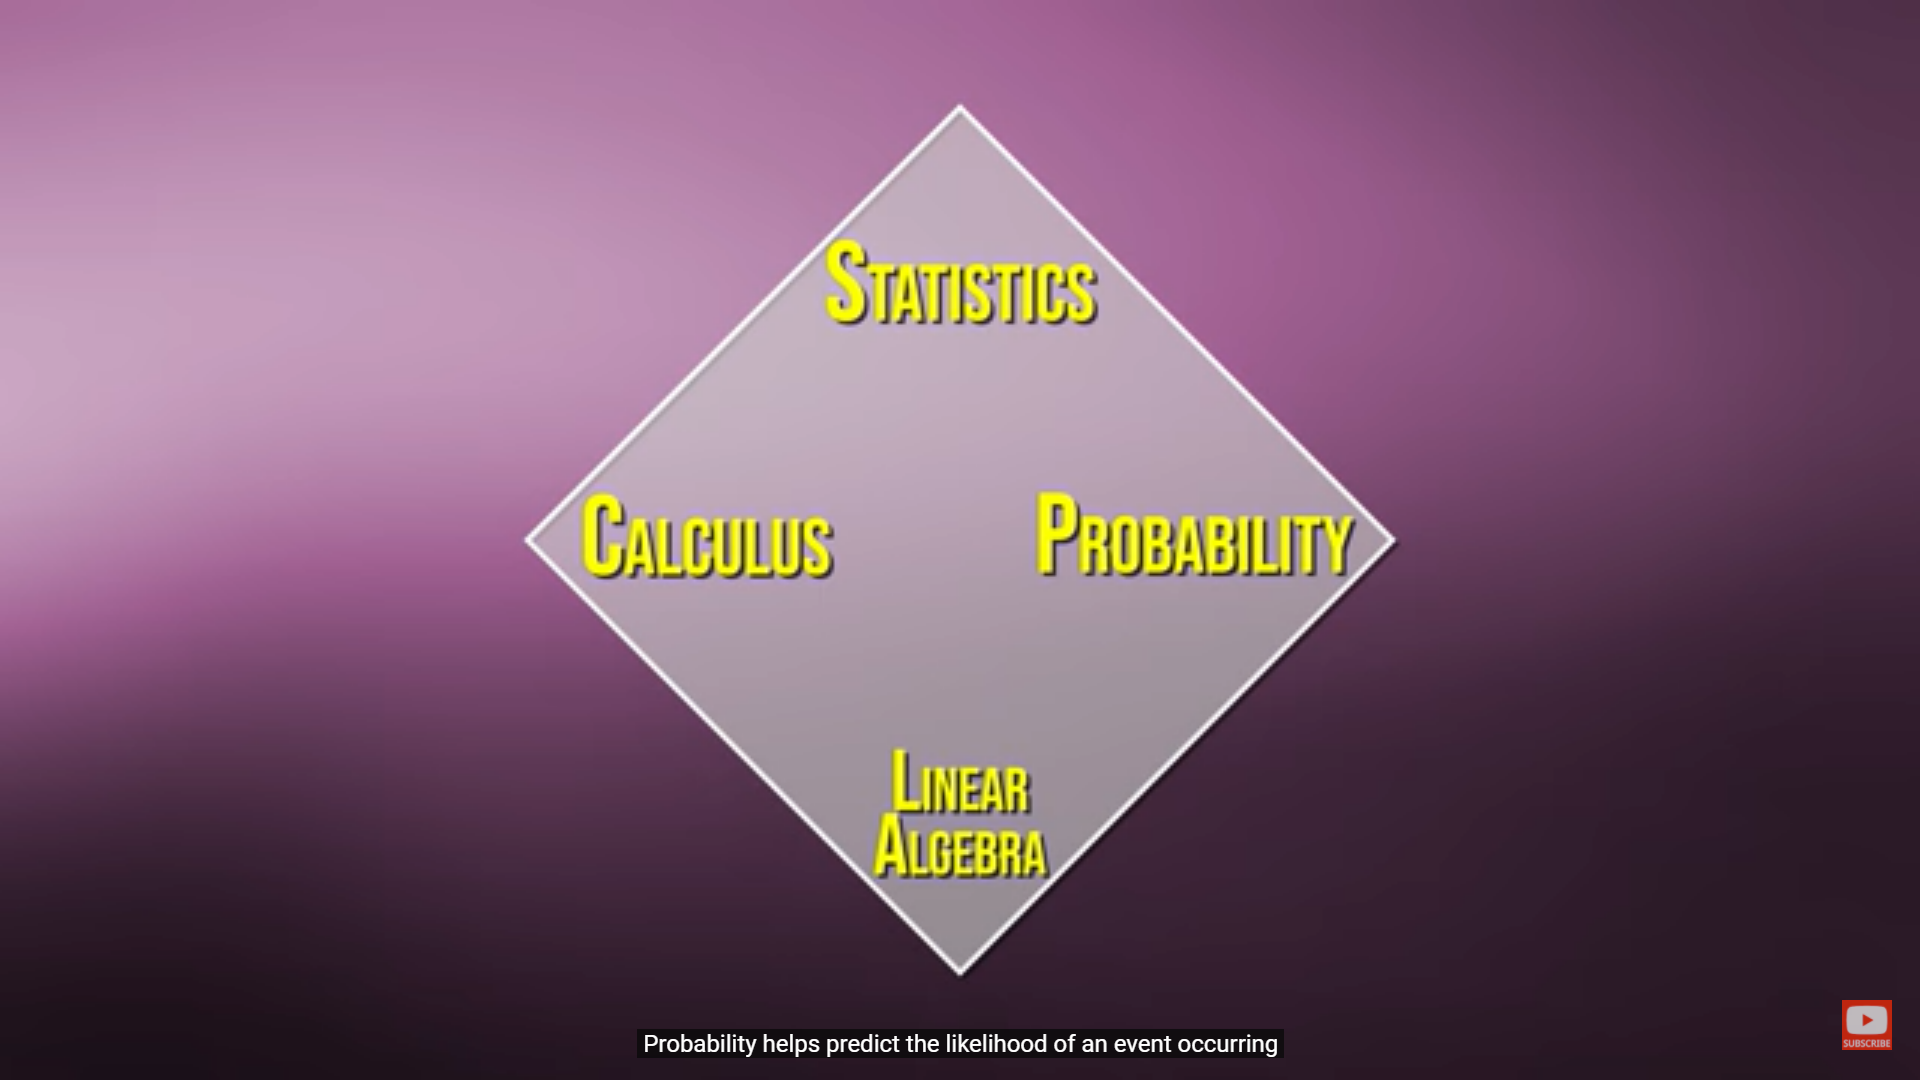 Statistics
Calculus Probability
Linear
Algebra
Probability helps predict the likelihood of an event occurring
SUBSCRIBE